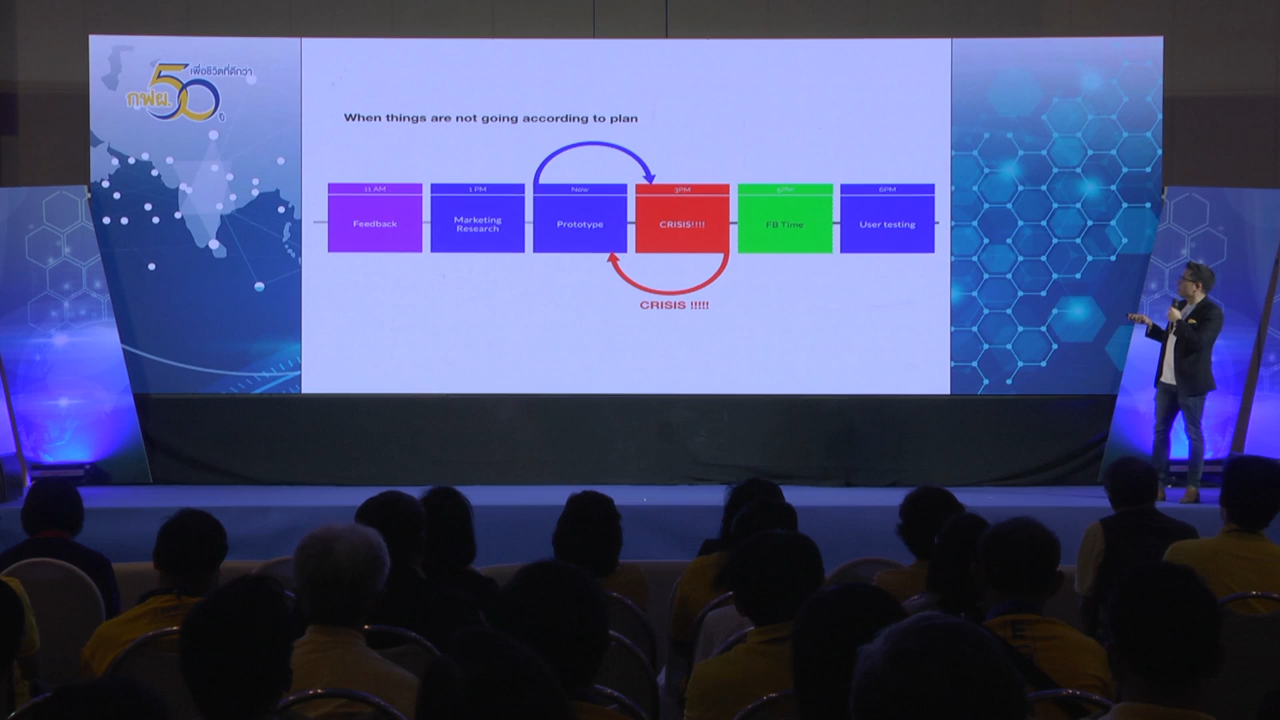 เพื่อชีวิตที่ดีกว่า
กฟผ. 50 ปี
When things are not going according to plan
11 AM
1 PM
Now
3PM
5PM
6PM
Feedback
Marketing
Research
Prototype
CRISIS!!!!
FB Time
User testing
CRISIS !!!!!